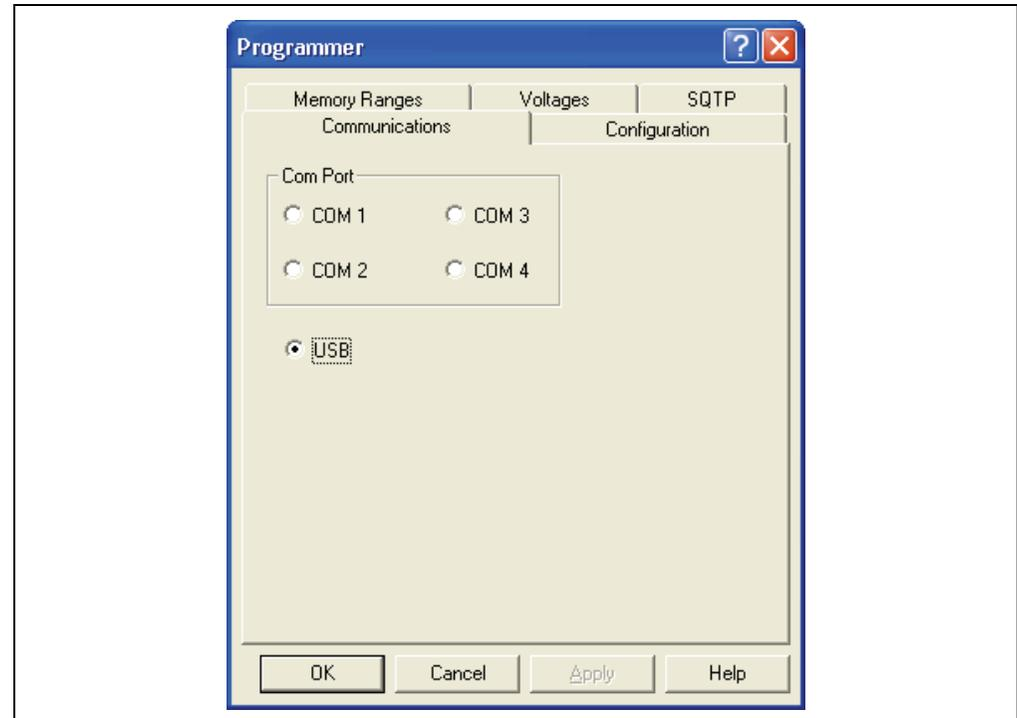 Programmer
Memory Ranges Voltages SQTP
Communications Configuration
Com Port
COM 1 COM 3
COM 2 COM 4
USB
OK Cancel Apply Help